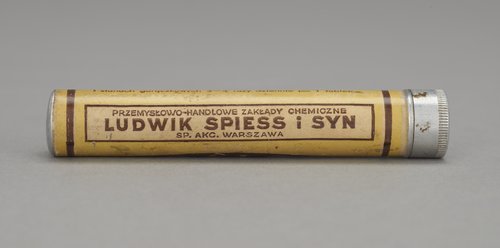 PRZEMYSŁOWO-HANDLOWE ZAKŁADY CHEMICZNE
LUDWIK SPIESS i SYN
SP. AKC. WARSZAWA